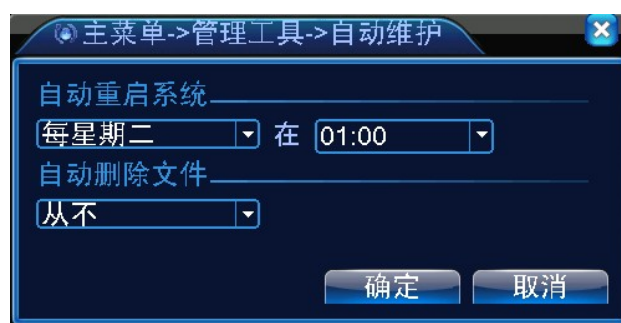 主菜单->管理工具->自动维护
自动重启系统
每星期二 在 01:00
自动删除文件
从不
确定 取消